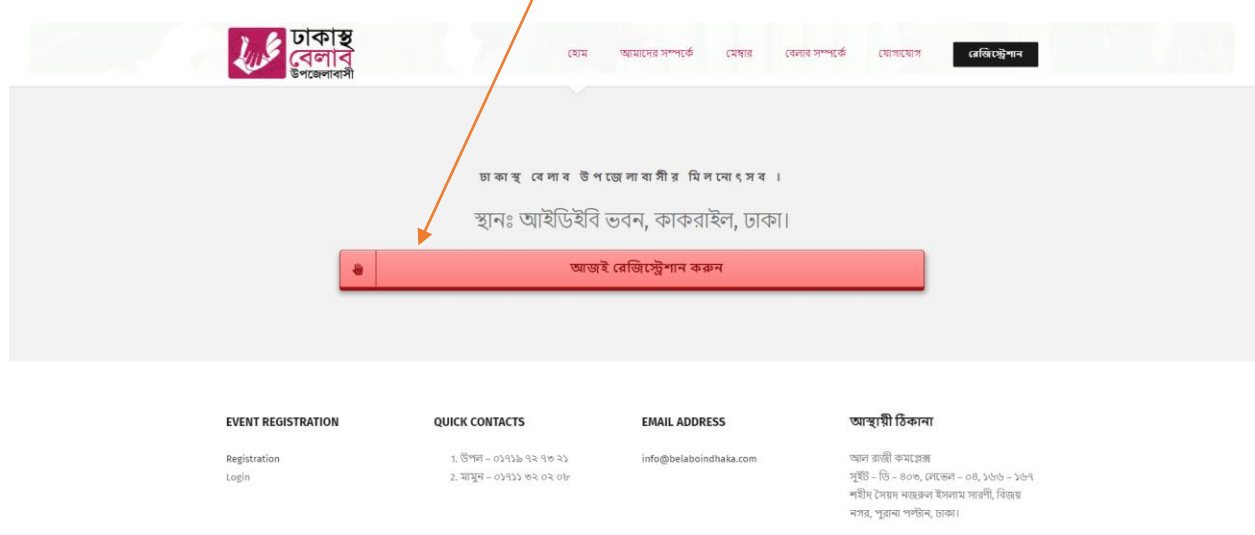 ঢাকাস্থ
বেলাব
উপজেলাবাসী
হোম আমাদের সম্পর্কে মেম্বার বেলাব সম্পর্কে যোগাযোগ রেজিস্ট্রেশান
ঢাকাস্থ বেলাব উপজেলাবাসীর মিলনোৎসব ।
স্থানঃ আইডিইবি ভবন, কাকরাইল, ঢাকা।
আজই রেজিস্ট্রেশান করুন
EVENT REGISTRATION
Registration
Login
QUICK CONTACTS
1. উপল – ০১৭১৯ ৭২ ৭৩ ২১
2. মামুন – ০১৭১১ ৩২ ০২ ০৮
EMAIL ADDRESS
info@belaboindhaka.com
আস্থায়ী ঠিকানা
আল রাজী কমপ্লেক্স
সুইট – ডি – ৪০৩, লেভেল – ০৪, ১৬৬ – ১৬৭
শহীদ সৈয়দ নজরুল ইসলাম সারণী, বিজয়
নগর, পুরানা পল্টন, ঢাকা।